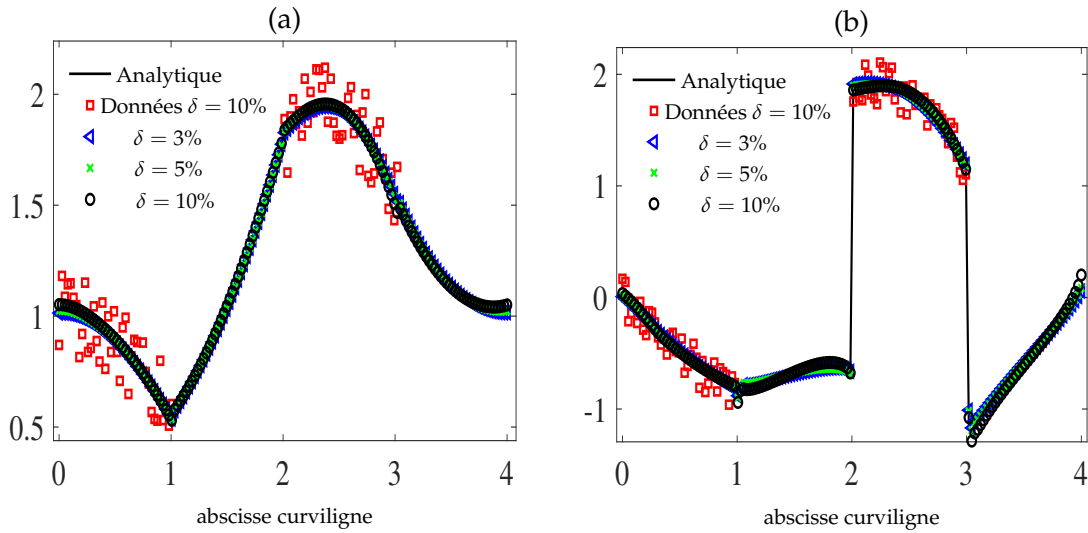 (a)
2
1.5
1
0.5
Analytique
Données δ = 10%
δ = 3%
δ = 5%
δ = 10%
0 1 2 3 4
abscisse curviligne
(b)
2
1
0
-1
Analytique
Données δ = 10%
δ = 3%
δ = 5%
δ = 10%
0 1 2 3 4
abscisse curviligne